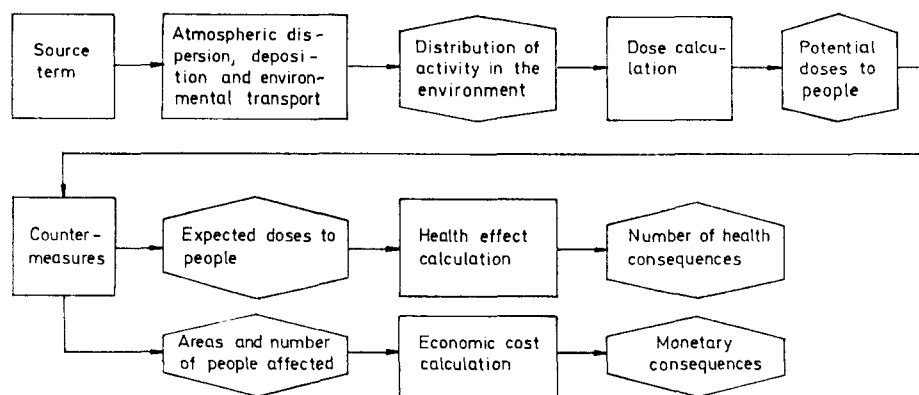 Source
term
Atmospheric dis-
persion, deposi-
tion and environ-
mental transport
Distribution of
activity in the
environment
Dose calcu-
lation
Potential
doses to
people
Counter-
measures
Expected doses to
people
Health effect
calculation
Number of health
consequences
Areas and number
of people affected
Economic cost
calculation
Monetary
consequences